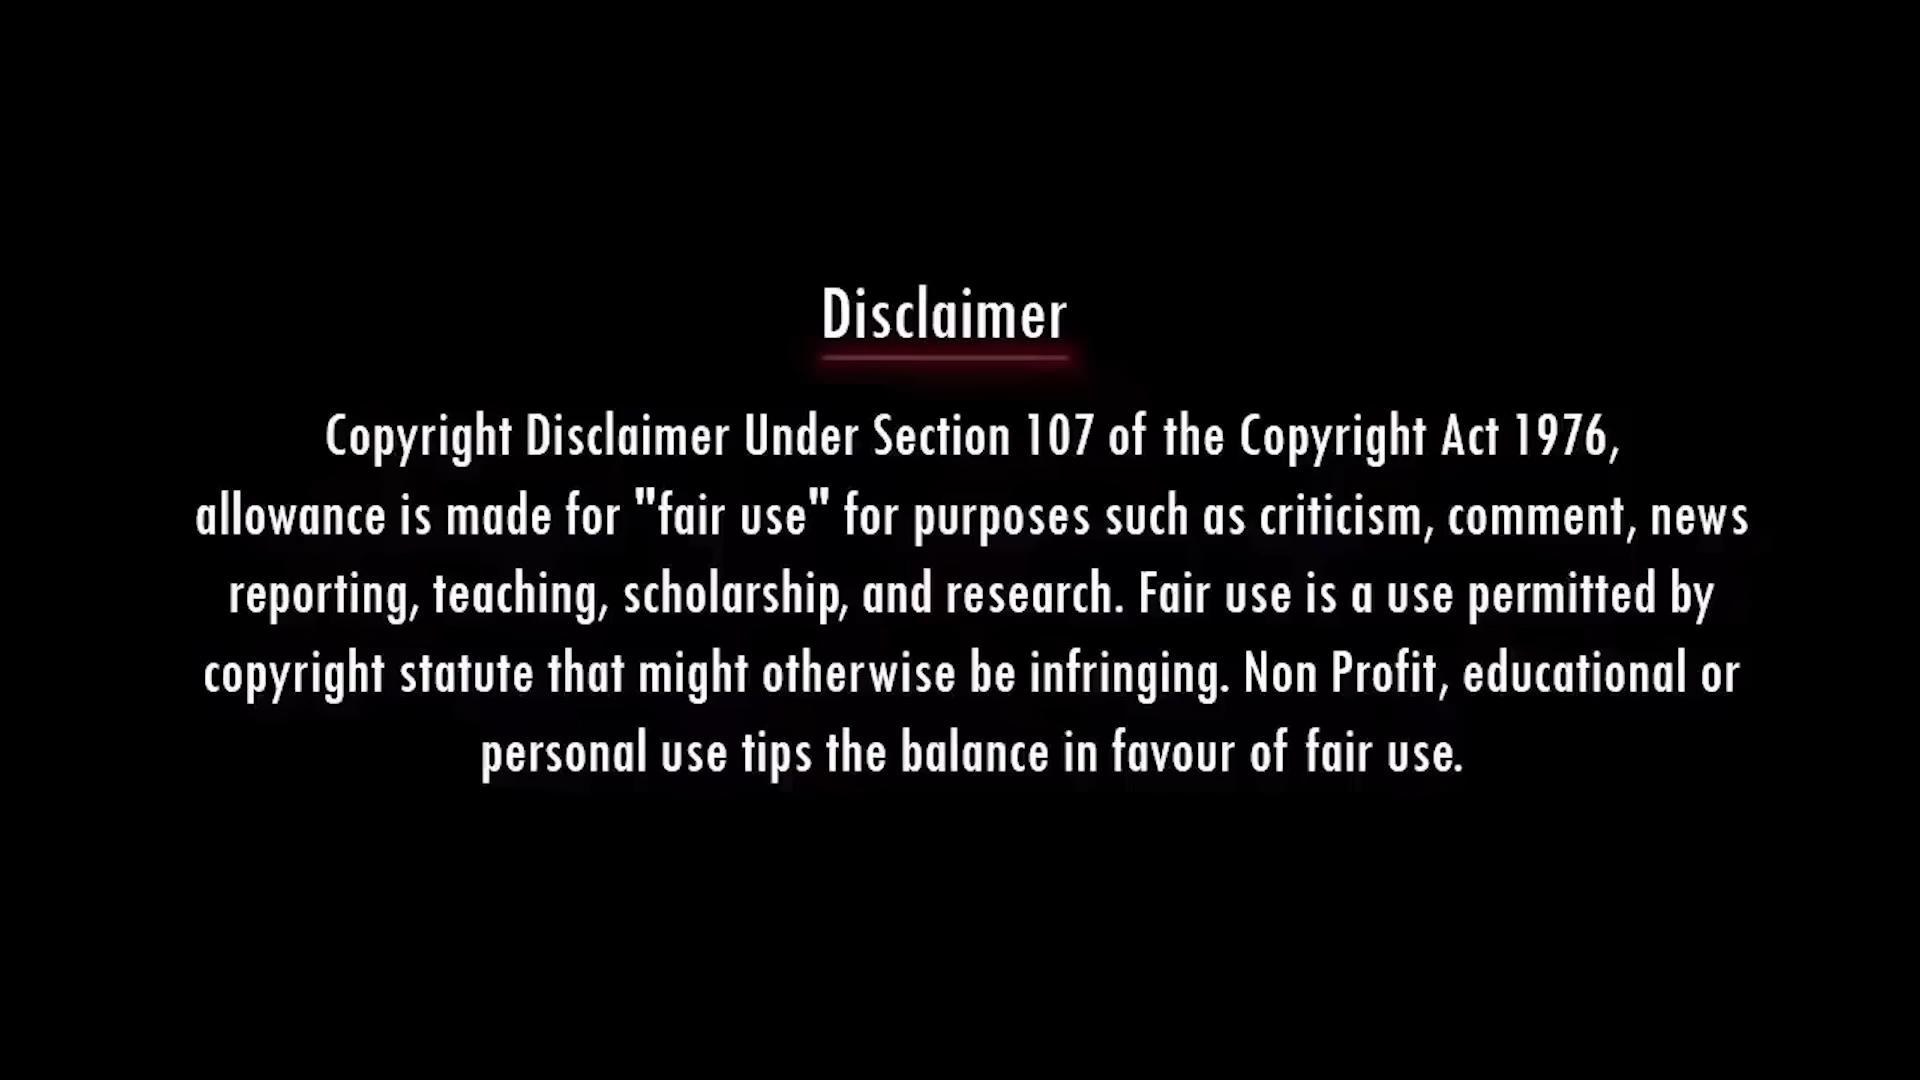 Disclaimer
Copyright Disclaimer Under Section 107 of the Copyright Act 1976,
allowance is made for "fair use" for purposes such as criticism, comment, news
reporting, teaching, scholarship, and research. Fair use is a use permitted by
copyright statute that might otherwise be infringing. Non Profit, educational or
personal use tips the balance in favour of fair use.